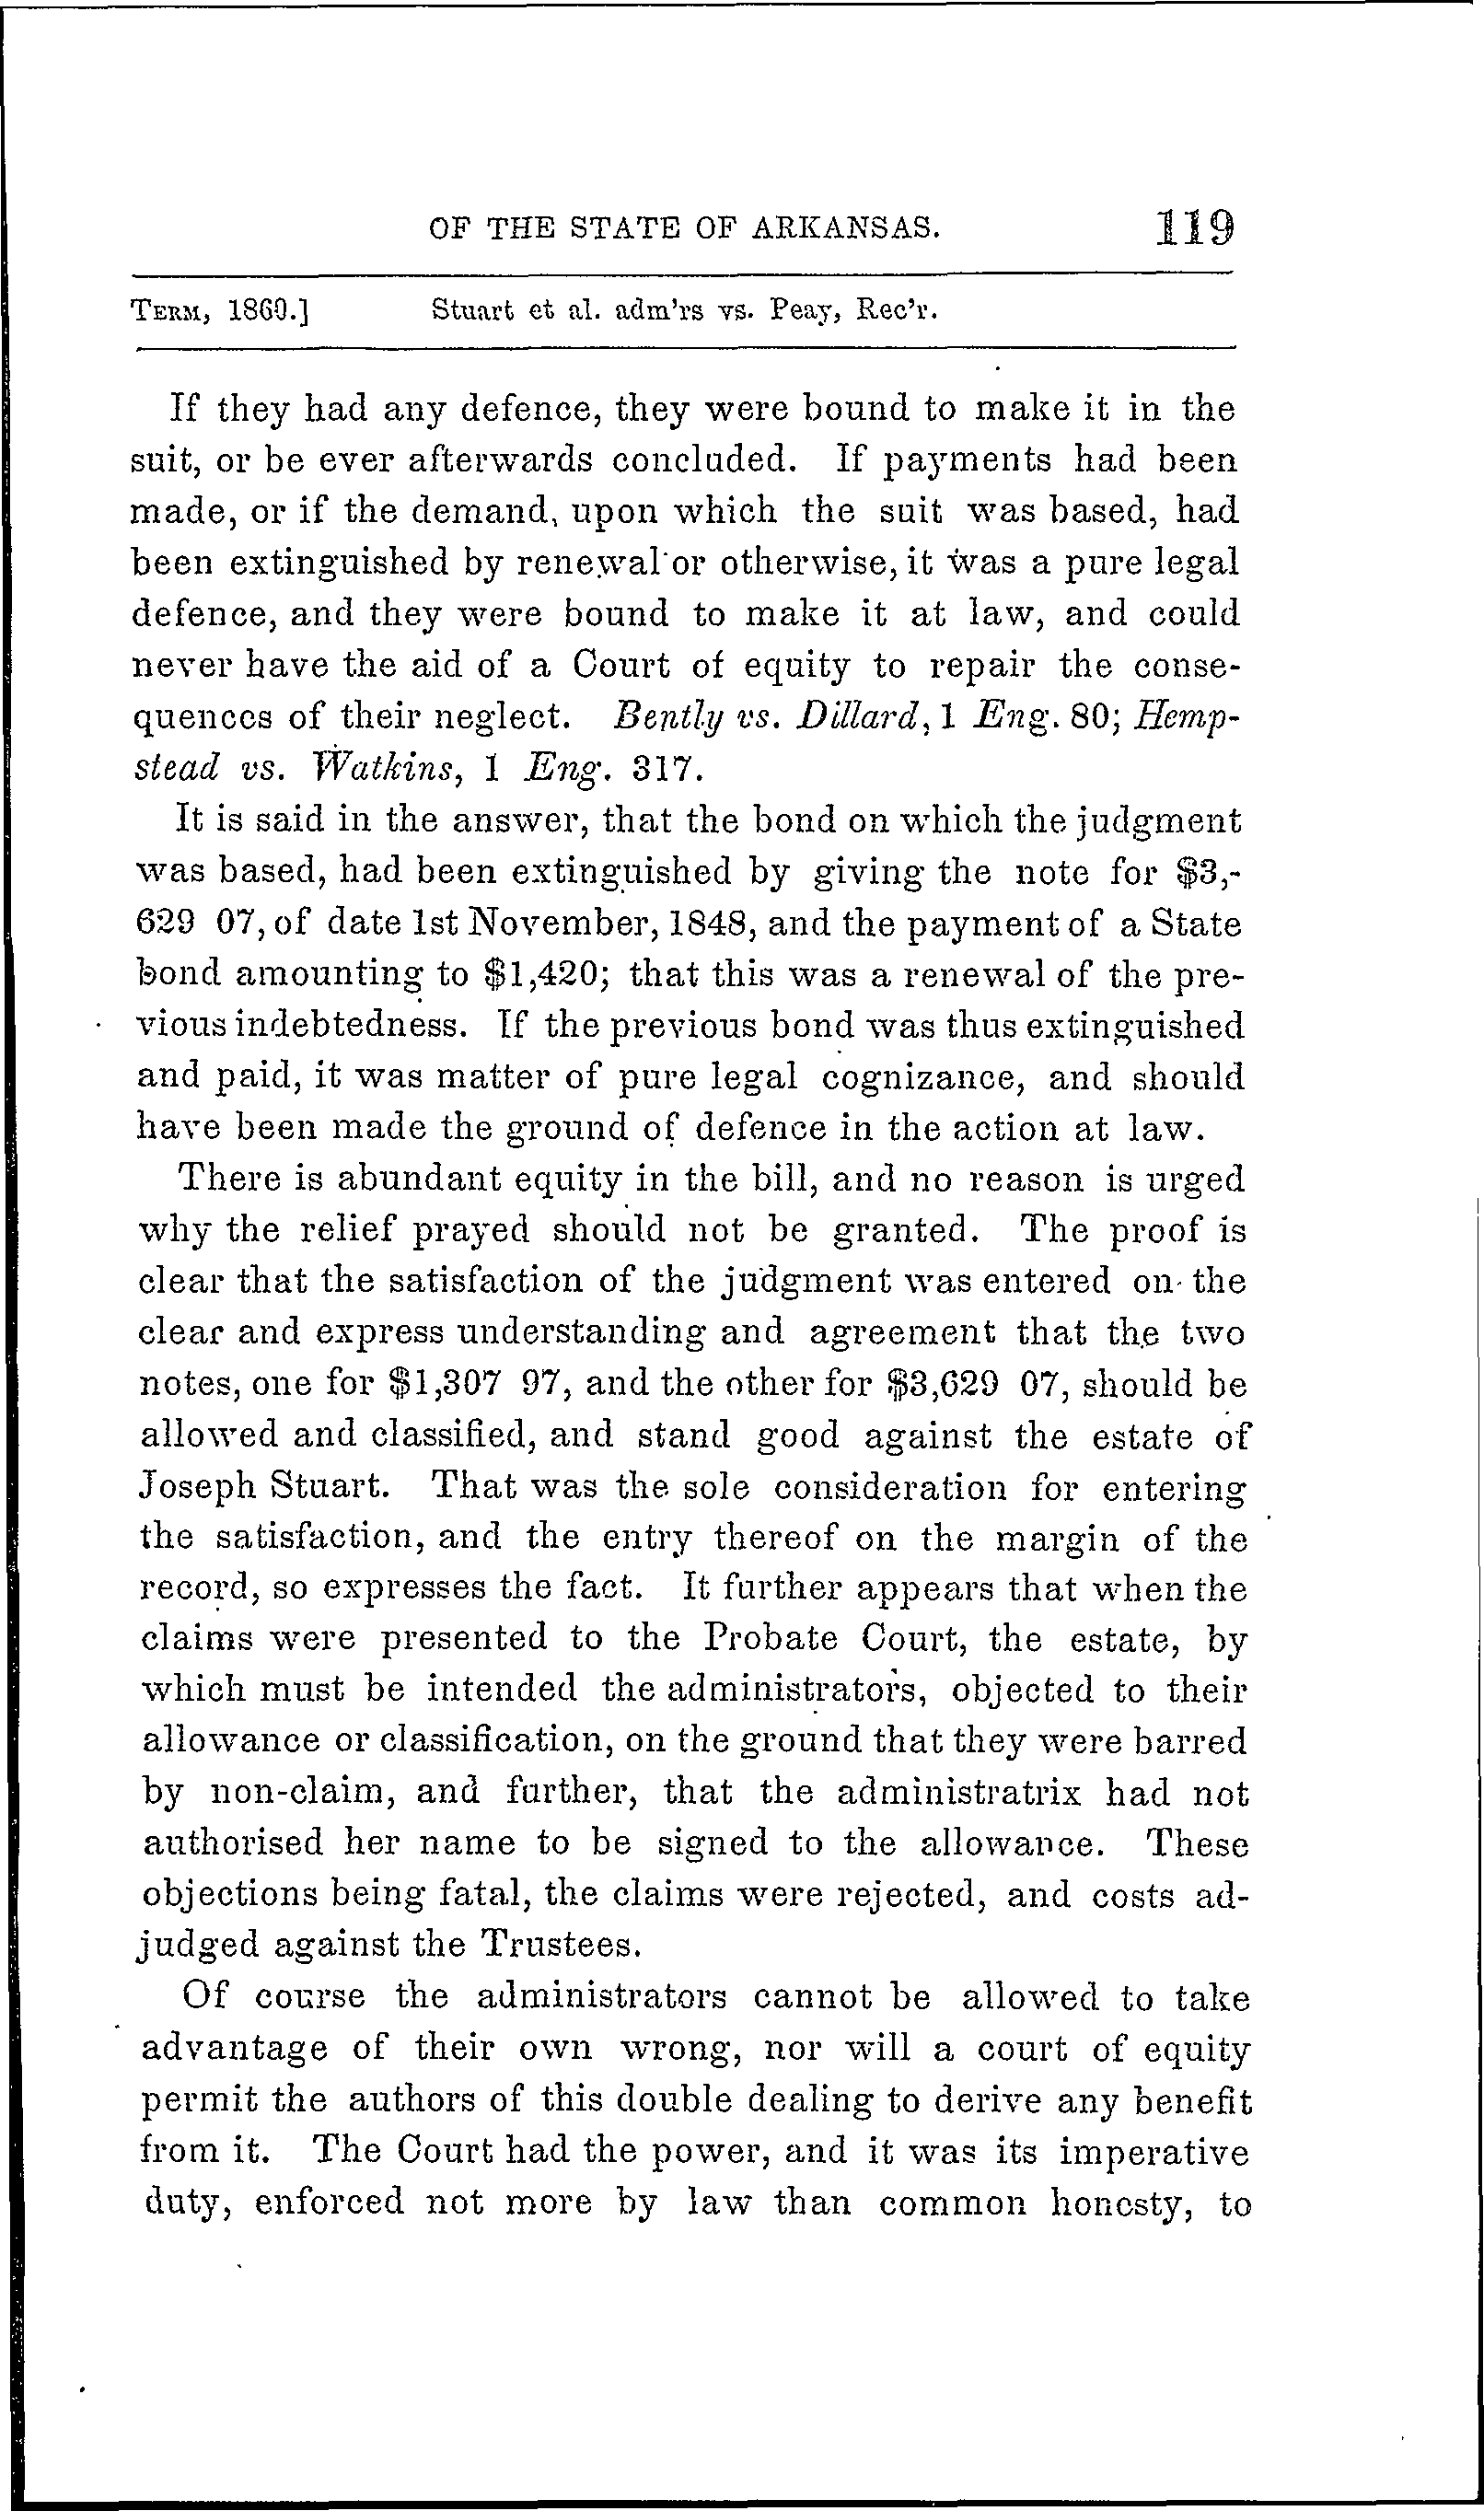 OF THE STATE OF ARKANSAS. 119
TERM, 1860.] Stuart et al. adm'rs vs. Peay, Rec'r.
If they had any defence, they were bound to make it in the
suit, or be ever afterwards concluded. If payments had been
made, or if the demand, upon which the suit was based, had
been extinguished by renewal or otherwise, it was a pure legal
defence, and they were bound to make it at law, and could
never have the aid of a Court of equity to repair the conse-
quences of their neglect. Bently vs. Dillard, 1 Eng. 80; Hemp-
stead vs. Watkins, 1 Eng. 317.
It is said in the answer, that the bond on which the judgment
was based, had been extinguished by giving the note for $3,-
629 07, of date 1st November, 1848, and the payment of a State
bond amounting to $1,420; that this was a renewal of the pre-
vious indebtedness. If the previous bond was thus extinguished
and paid, it was matter of pure legal cognizance, and should
have been made the ground of defence in the action at law.
There is abundant equity in the bill, and no reason is urged
why the relief prayed should not be granted. The proof is
clear that the satisfaction of the judgment was entered on the
clear and express understanding and agreement that the two
notes, one for $1,307 97, and the other for $3,629 07, should be
allowed and classified, and stand good against the estate of
Joseph Stuart. That was the sole consideration for entering
the satisfaction, and the entry thereof on the margin of the
record, so expresses the fact. It further appears that when the
claims were presented to the Probate Court, the estate, by
which must be intended the administrators, objected to their
allowance or classification, on the ground that they were barred
by non-claim, and further, that the administratrix had not
authorised her name to be signed to the allowance. These
objections being fatal, the claims were rejected, and costs ad-
judged against the Trustees.
Of course the administrators cannot be allowed to take
advantage of their own wrong, nor will a court of equity
permit the authors of this double dealing to derive any benefit
from it. The Court had the power, and it was its imperative
duty, enforced not more by law than common honesty, to